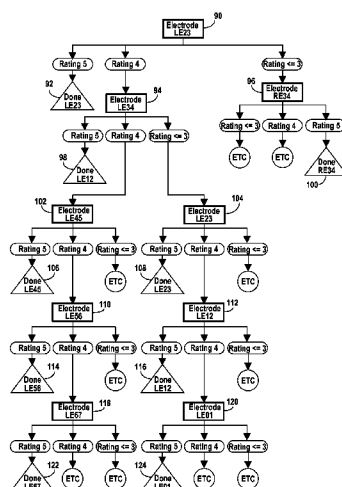 90
Electrode
LE23
Rating 5
Rating 4
Rating <= 3
92
94
96
Done
LE23
Electrode
LE34
Electrode
RE34
Rating 5
Rating 4
Rating <= 3
Rating <= 3
Rating 4
Rating 5
98
Done
LE12
ETC
ETC
Done
RE34
100
102
104
Electrode
LE45
Electrode
LE23
Rating 5
Rating 4
Rating <= 3
Rating 5
Rating 4
Rating <= 3
106
108
Done
LE45
ETC
Done
LE23
ETC
110
112
Electrode
LE56
Electrode
LE12
Rating 5
Rating 4
Rating <= 3
Rating 5
Rating 4
Rating <= 3
114
116
Done
LE56
ETC
Done
LE12
ETC
118
120
Electrode
LE67
Electrode
LE01
Rating 5
Rating 4
Rating <= 3
Rating 5
Rating 4
Rating <= 3
122
124
Done
LE67
ETC
ETC
Done
LE01
ETC
ETC